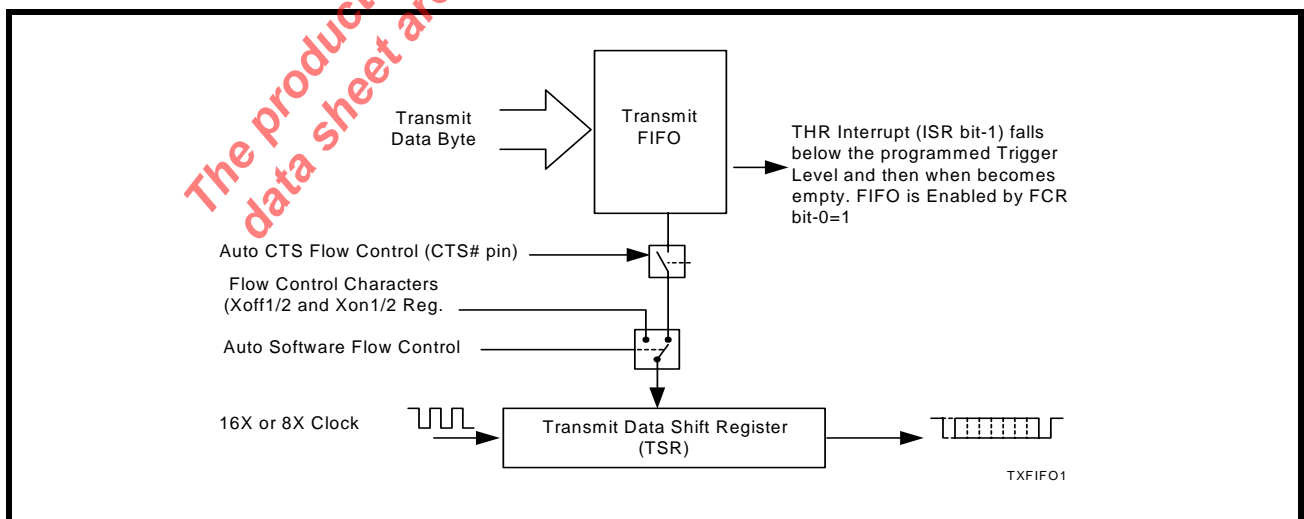 The product
data sheet are
Transmit
Data Byte
Transmit
FIFO
THR Interrupt (ISR bit-1) falls
below the programmed Trigger
Level and then when becomes
empty. FIFO is Enabled by FCR
bit-0=1
Auto CTS Flow Control (CTS# pin)
Flow Control Characters
(Xoff1/2 and Xon1/2 Reg.
Auto Software Flow Control
16X or 8X Clock
Transmit Data Shift Register
(TSR)
TXFIFO1